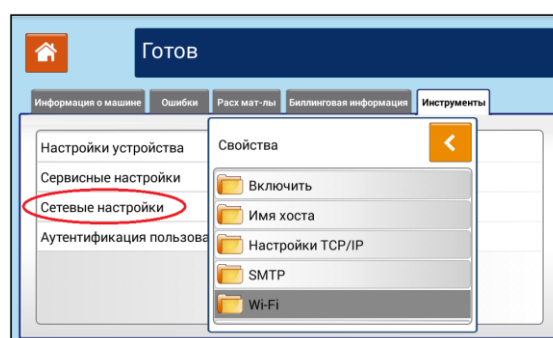 Готов
Информация о машине Ошибки Расх мат-лы Биллинговая информация Инструменты
Настройки устройства
Сервисные настройки
Сетевые настройки
Аутентификация пользова
Свойства
Включить
Имя хоста
Настройки TCP/IP
SMTP
Wi-Fi